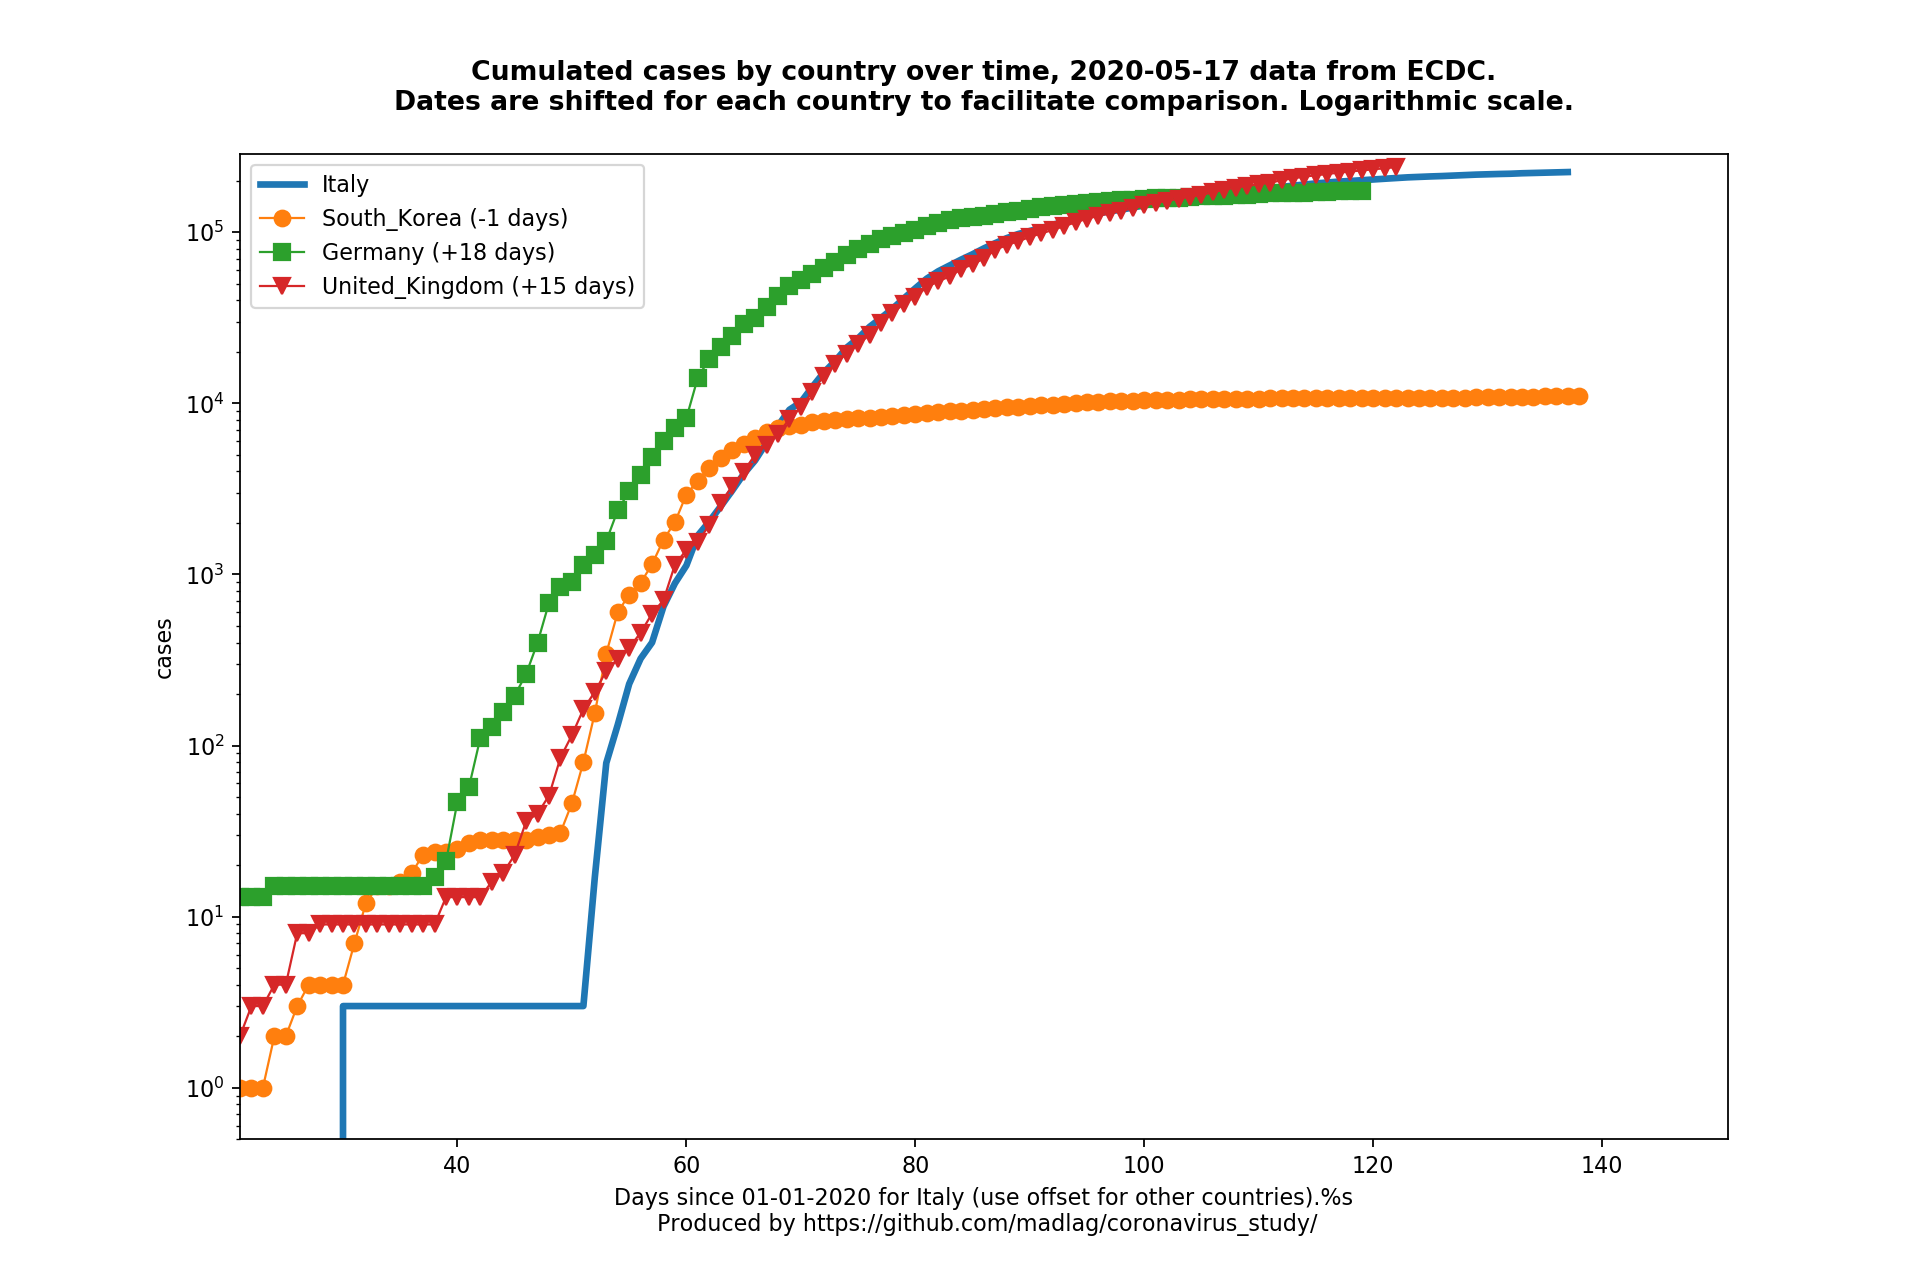 Cumulated cases by country over time, 2020-05-17 data from ECDC.
Dates are shifted for each country to facilitate comparison. Logarithmic scale.
Italy
South_Korea (-1 days)
Germany (+18 days)
United_Kingdom (+15 days)
10^5
10^4
10^3
10^2
10^1
10^0
cases
40 60 80 100 120 140
Days since 01-01-2020 for Italy (use offset for other countries).%s
Produced by https://github.com/madlag/coronavirus_study/